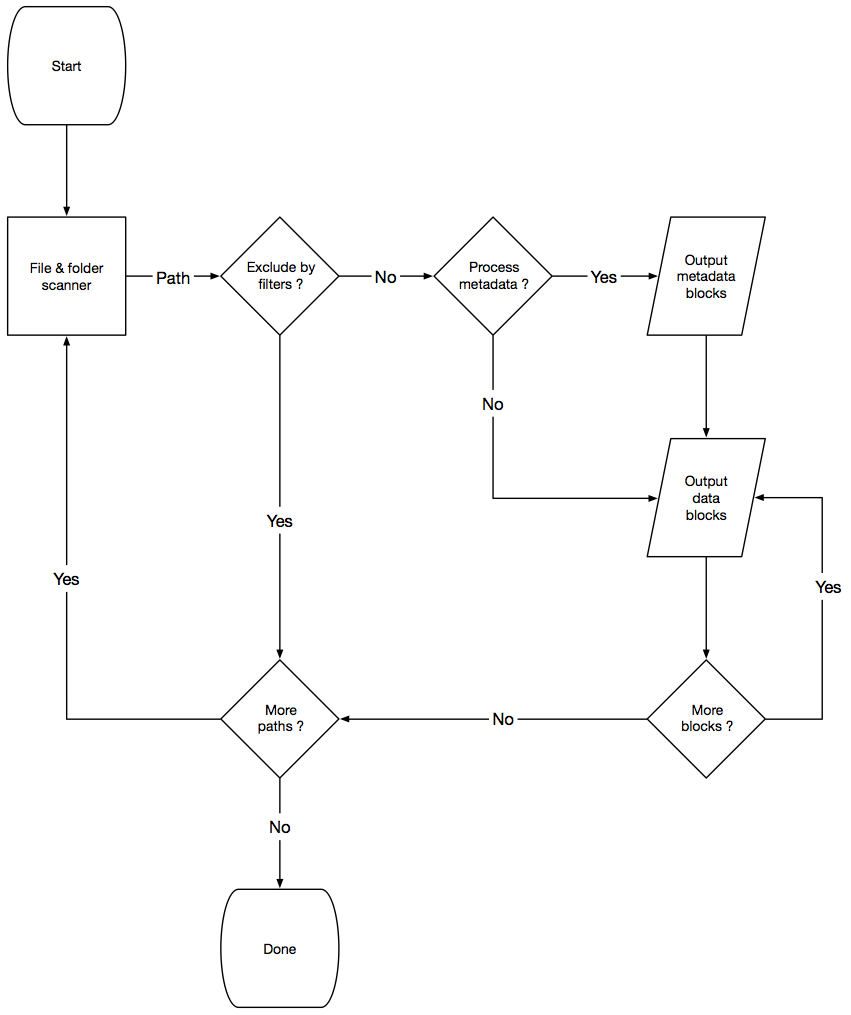 Start
File & folder
scanner
Path
Exclude by
filters ?
No
Process
metadata ?
Yes
Output
metadata
blocks
No
Output
data
blocks
Yes
Yes
Yes
More
paths ?
No
More
blocks ?
No
Done